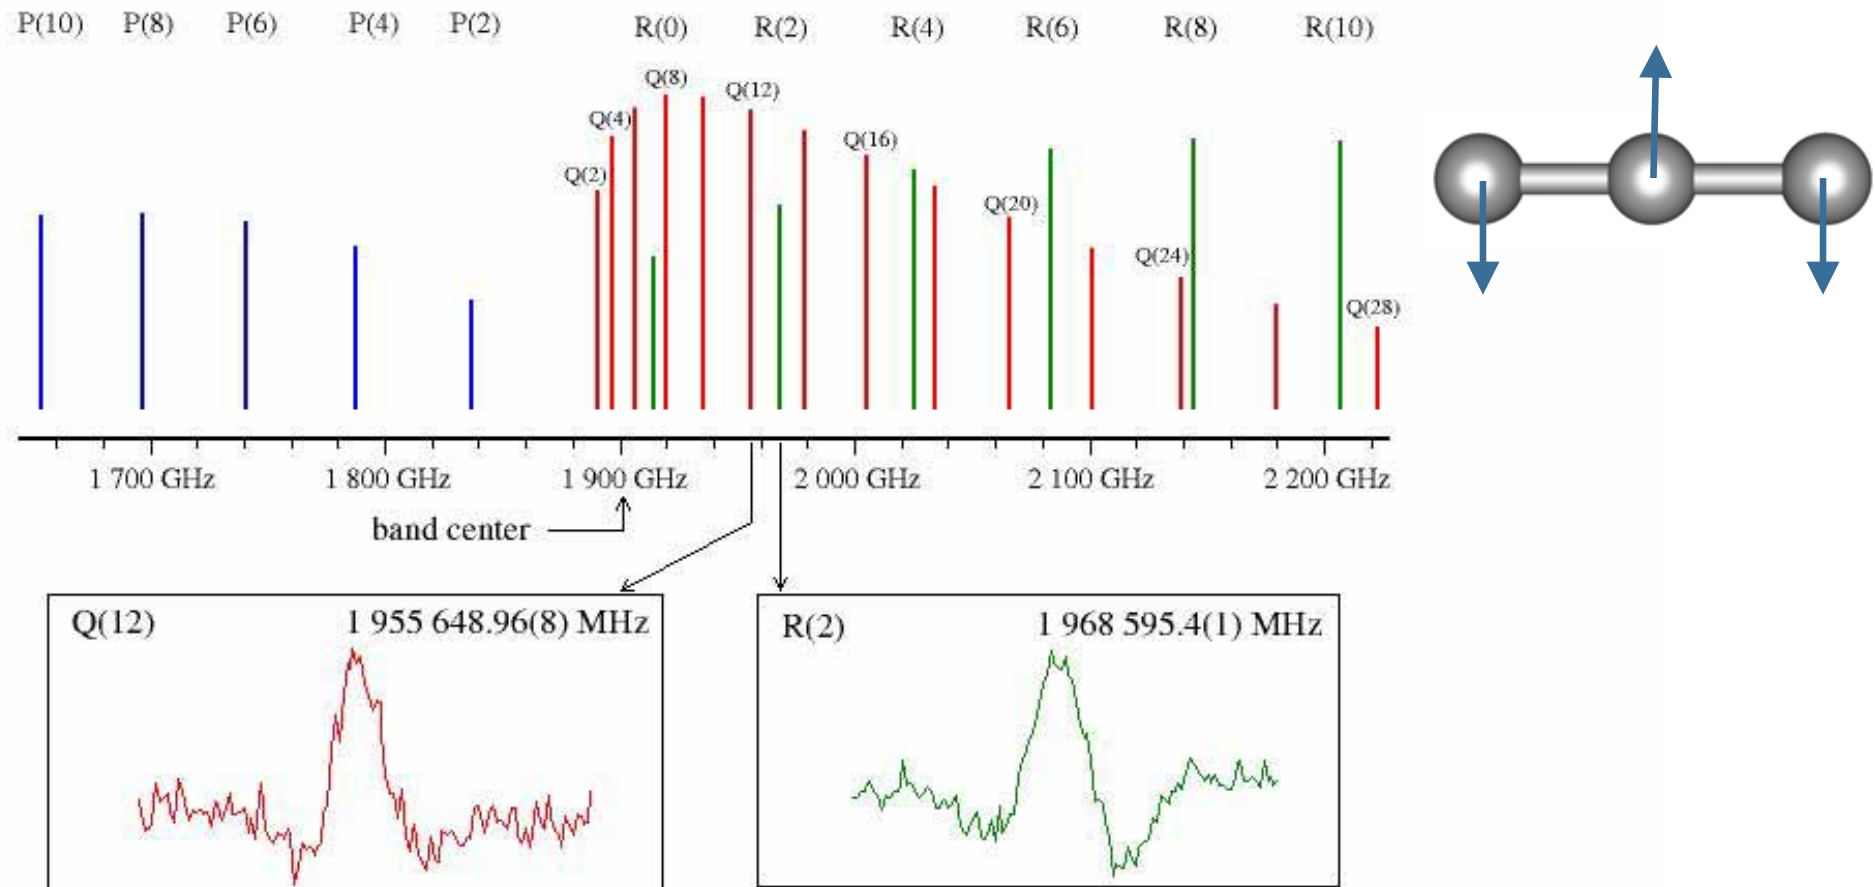 P(10) P(8) P(6) P(4) P(2) R(0) R(2) R(4) R(6) R(8) R(10)
Q(8)
Q(12)
Q(4)
Q(16)
Q(2)
Q(20)
Q(24)
Q(28)
1 700 GHz 1 800 GHz 1 900 GHz 2 000 GHz 2 100 GHz 2 200 GHz
band center
Q(12) 1 955 648.96(8) MHz
R(2) 1 968 595.4(1) MHz